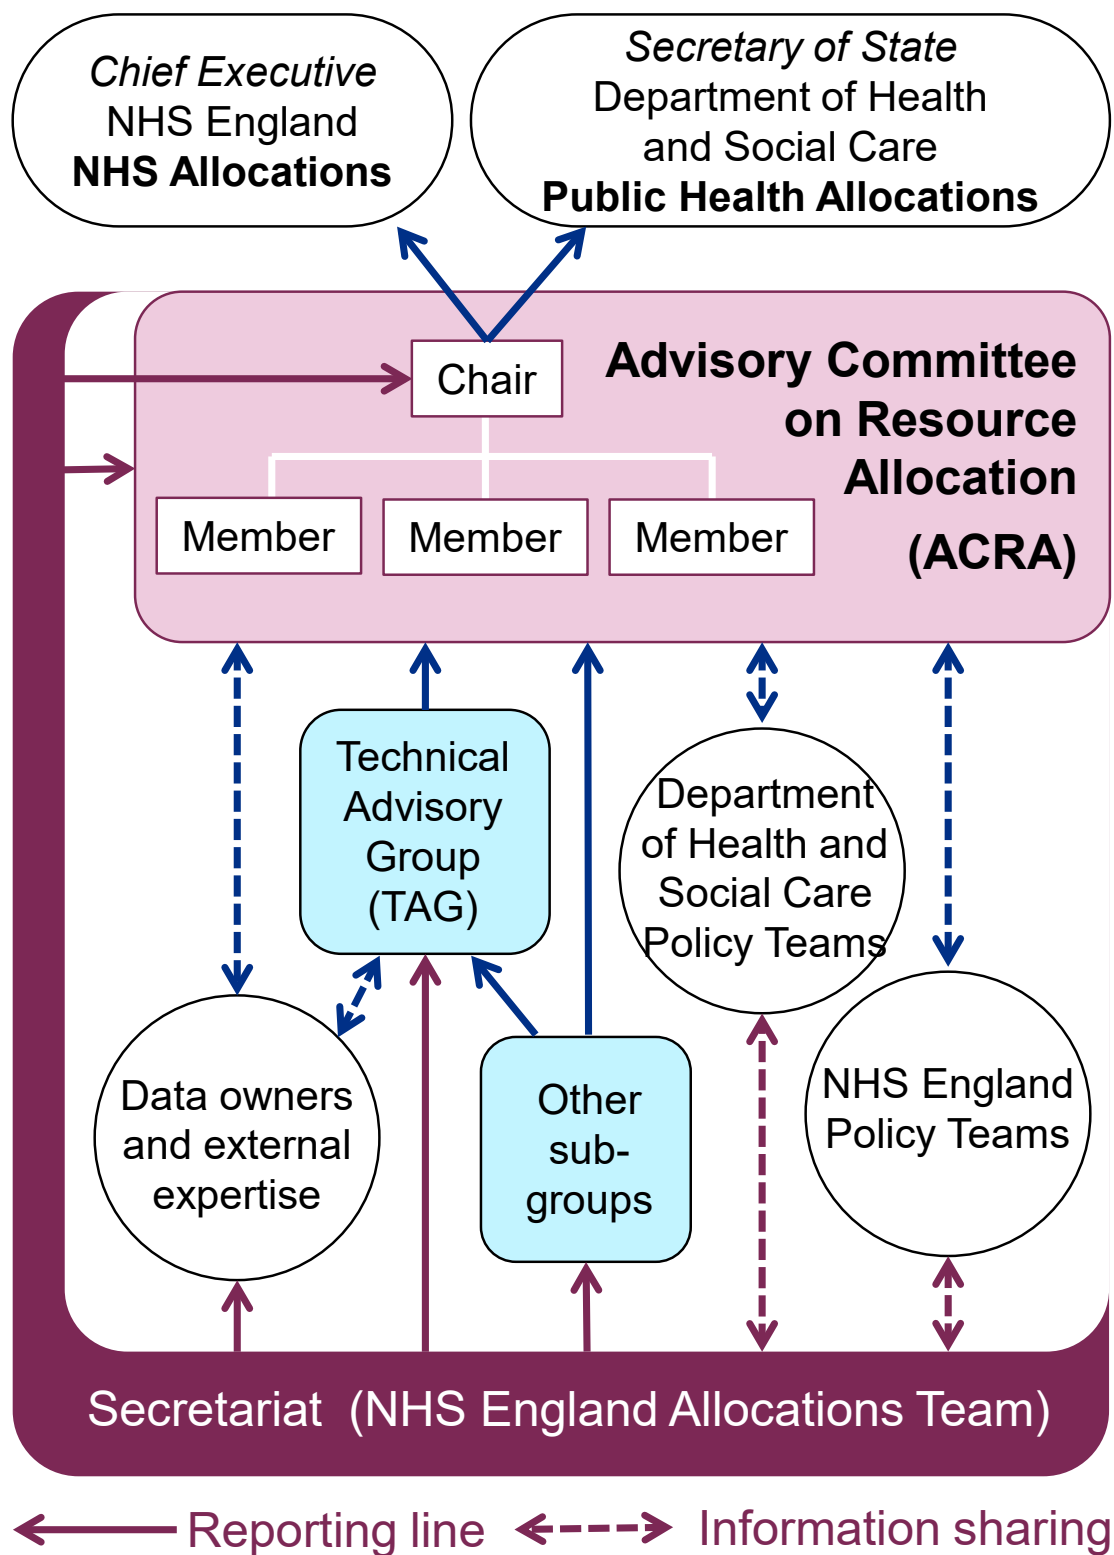 Chief Executive
NHS England
NHS Allocations
Secretary of State
Department of Health
and Social Care
Public Health Allocations
Advisory Committee
on Resource
Allocation
(ACRA)
Chair
Member
Member
Member
Technical
Advisory
Group
(TAG)
Department
of Health and
Social Care
Policy Teams
Data owners
and external
expertise
Other
sub-
groups
NHS England
Policy Teams
Secretariat (NHS England Allocations Team)
Reporting line
Information sharing